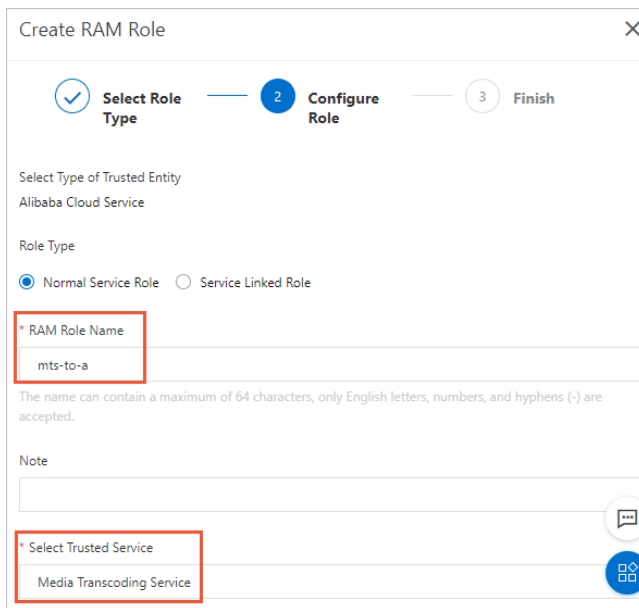 Create RAM Role
Select Role
Type
2
Configure
Role
3
Finish
Select Type of Trusted Entity
Alibaba Cloud Service
Role Type
Normal Service Role
Service Linked Role
* RAM Role Name
mts-to-a
The name can contain a maximum of 64 characters, only English letters, numbers, and hyphens (-) are
accepted.
Note
* Select Trusted Service
Media Transcoding Service